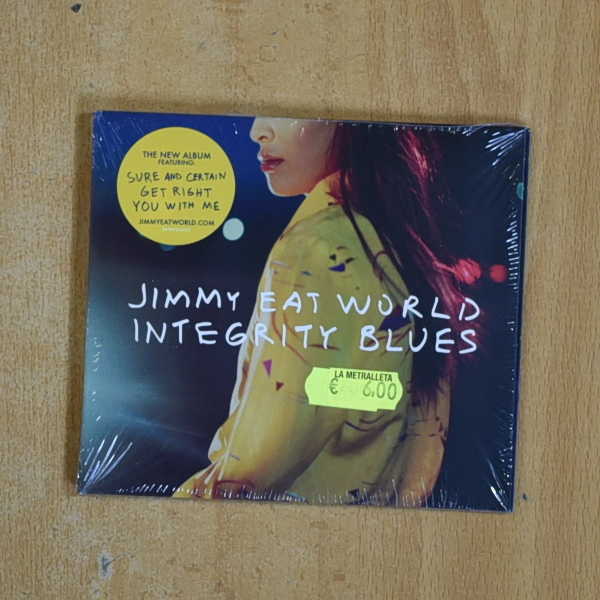 THE NEW ALBUM
FEATURING:
SURE AND CERTAIN
GET RIGHT
YOU WITH ME
JIMMYEATWORLD.COM
JIMMY EAT WORLD
INTEGRITY BLUES
LA METRALLETA
€ 6,00